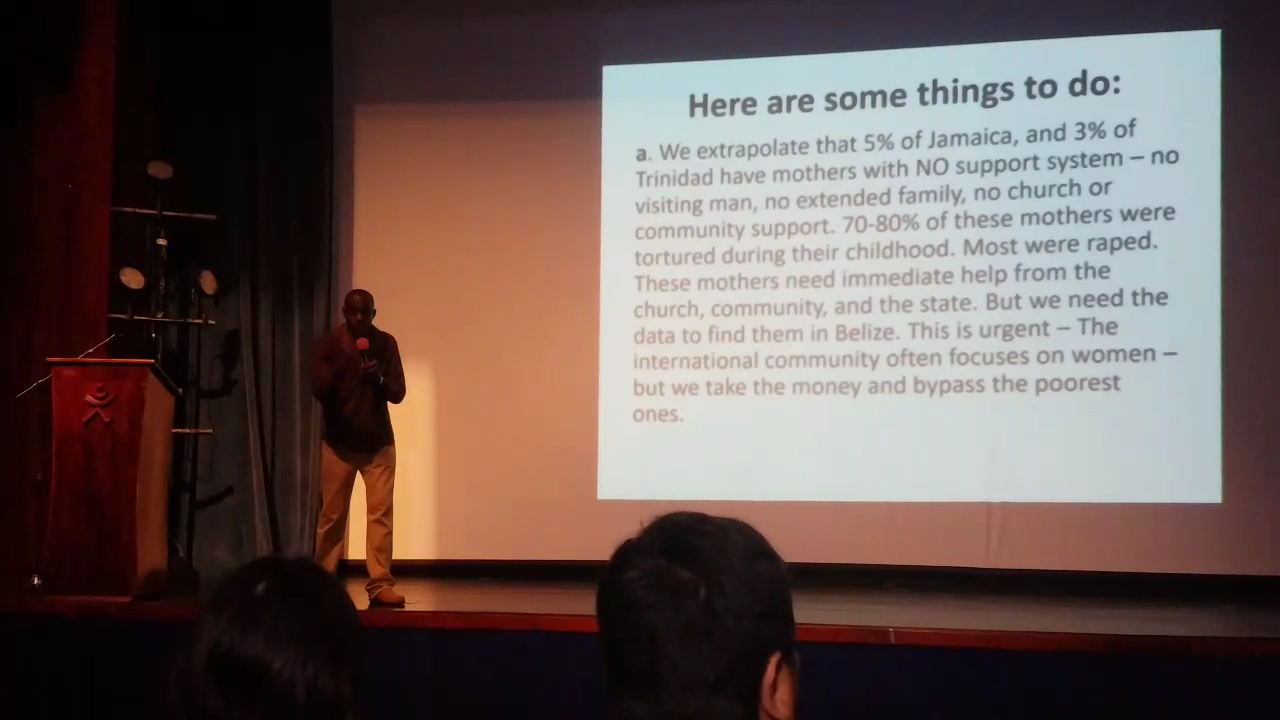 Here are some things to do:
a. We extrapolate that 5% of Jamaica, and 3% of
Trinidad have mothers with NO support system – no
visiting man, no extended family, no church or
community support. 70-80% of these mothers were
tortured during their childhood. Most were raped.
These mothers need immediate help from the
church, community, and the state. But we need the
data to find them in Belize. This is urgent – The
international community often focuses on women –
but we take the money and bypass the poorest
ones.